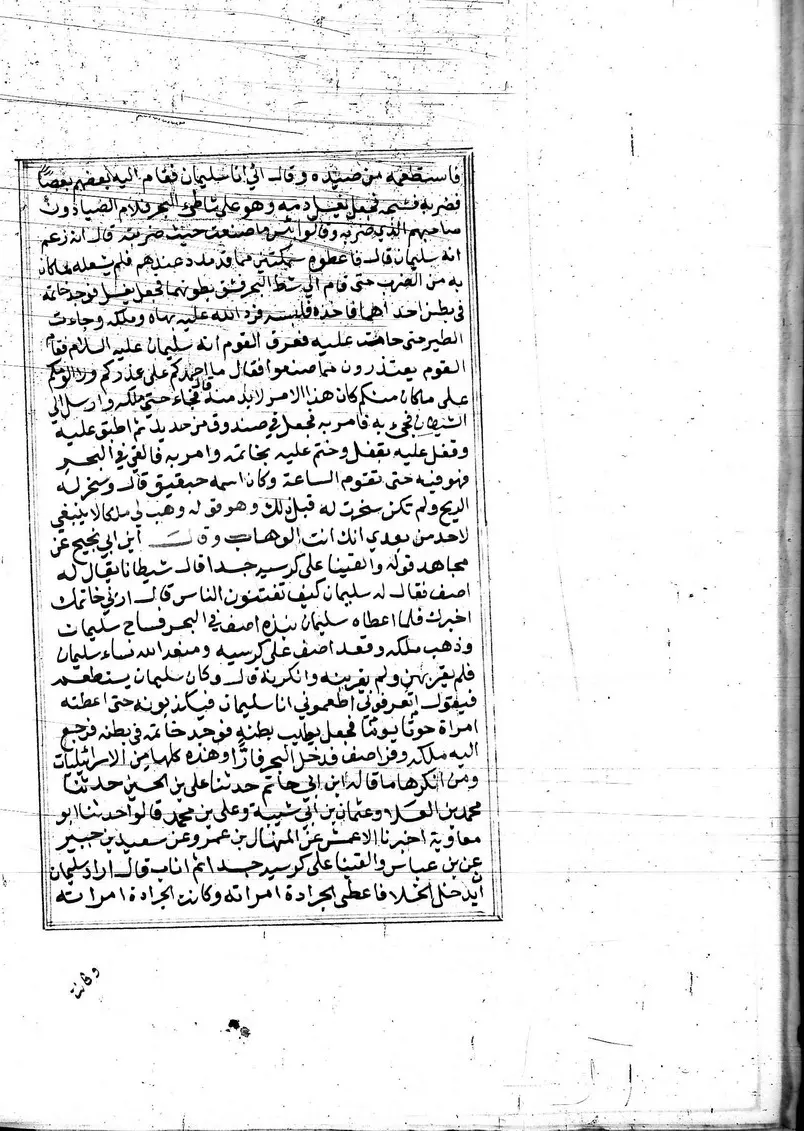 فاستطعمه من صيده وقال اني انا سليمان فقام اليه بعضهم
فضربه فشجه فجعل يغسل دمه وهو على شاطئ البحر فلام الصيادون
صاحبهم الذي ضربه وقالوا بئس ما صنعت حيث ضربته قال انه زعم
انه سليمان قال فاعطوه سمكتين مما قد مدد عندهم فلم يشغله ما كان
به من الضرب حتى قام الى شط البحر فشق بطونهما فجعل يغسل فوجد خاتمه
في بطن احداهما فاخذه فلبسه فرد الله عليه بهاه وملكه وجاءت
الطير حتى حامت عليه فعرف القوم انه سليمان عليه السلام فقام
القوم يعتذرون مما صنعوا فقال ما احمدكم على عذركم ولا الومكم
على ما كان منكم كان هذا الامر لا بد منه قال فجاء حتى ملكه وارسل الى
الشيطان فجيء به فامر به فجعل في صندوق من حديد ثم اطبق عليه
وقفل عليه بقفل وختم عليه بخاتمه وامر به فالقي في البحر
فهو فيه حتى تقوم الساعة وكان اسمه حبقيق قال وسخر له
الريح ولم تكن سخرت له قبل ذلك وهو قوله وهب لي ملكا لا ينبغي
لاحد من بعدي انك انت الوهاب وقال ابن ابي نجيح عن
مجاهد قوله والقينا على كرسيه جسدا قال شيطانا يقال له
اصف فقال له سليمان كيف تفتنون الناس قال ارني خاتمك
اخبرك فلما اعطاه سليمان نبذه اصف في البحر فساح سليمان
وذهب ملكه وقعد اصف على كرسيه ومنعه الله نساء سليمان
فلم يقربهن ولم يقربنه وانكرنه قال وكان سليمان يستطعم
فيقول اتعرفوني اطعموني انا سليمان فيكذبونه حتى اعطته
امراة حوتا يوما فجعل يطيب بطنه فوجد خاتمه في بطنه فرجع
اليه ملكه وفر اصف فدخل البحر فارا وهذه كلها من الاسرائيليات
ومن انكرها ما قاله ابن ابي حاتم حدثنا علي بن الحسين حدثنا
محمد بن العلا وعثمان بن ابي شيبة وعلي بن محمد قالوا حدثنا ابو
معاوية اخبرنا الاعمش عن المنهال بن عمرو عن سعيد بن جبير
عن بن عباس والقينا على كرسيه جسدا ثم اناب قال اراد سليمان
أن يدخل الخلا فاعطى الجرادة امراته وكانت الجرادة امراته
وكانت